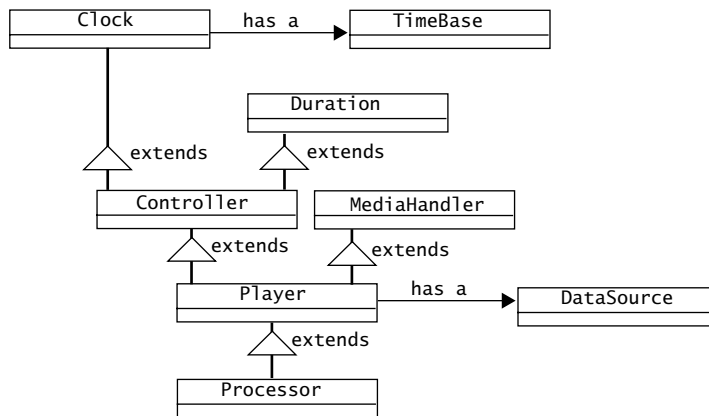 Clock
has a
TimeBase
Duration
extends
extends
Controller
MediaHandler
extends
extends
Player
has a
DataSource
extends
Processor